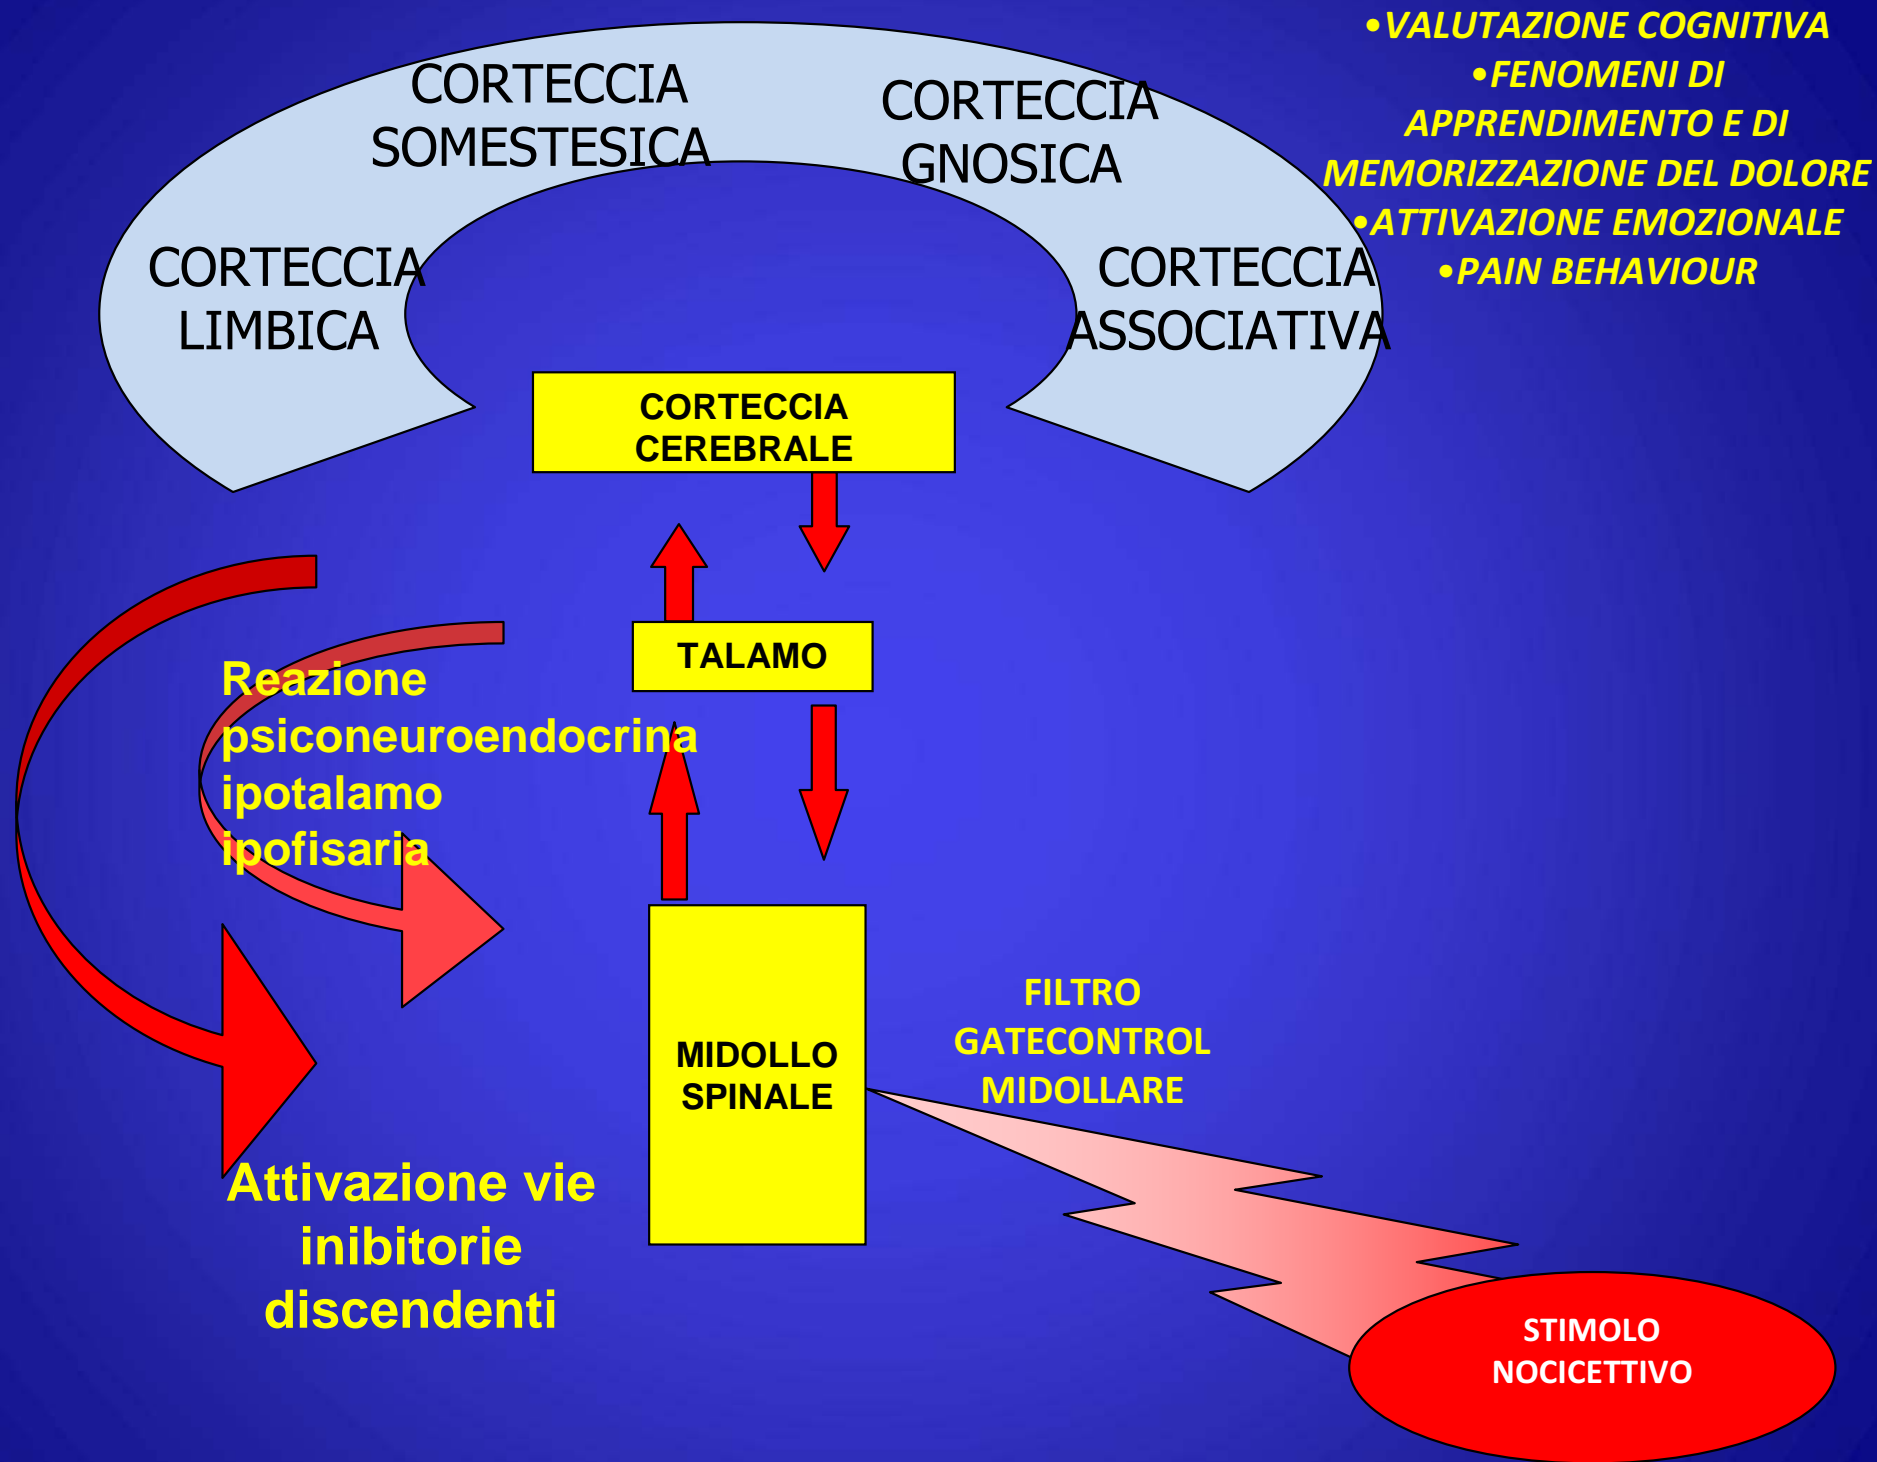 •VALUTAZIONE COGNITIVA
•FENOMENI DI
APPRENDIMENTO E DI
MEMORIZZAZIONE DEL DOLORE
•ATTIVAZIONE EMOZIONALE
•PAIN BEHAVIOUR
CORTECCIA
SOMESTESICA
CORTECCIA
GNOSICA
CORTECCIA
LIMBICA
CORTECCIA
ASSOCIATIVA
CORTECCIA
CEREBRALE
TALAMO
Reazione
psiconeuroendocrina
ipotalamo
ipofisaria
FILTRO
GATECONTROL
MIDOLLARE
MIDOLLO
SPINALE
Attivazione vie
inibitorie
discendenti
STIMOLO
NOCICETTIVO